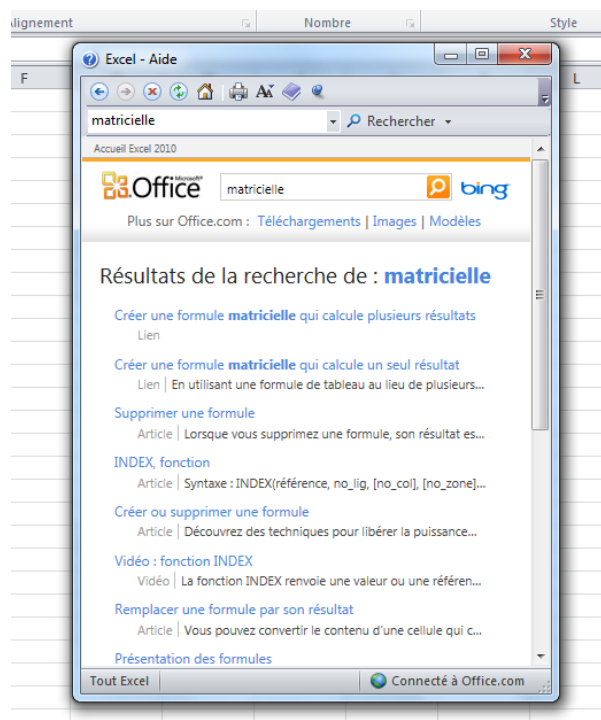 lignement Nombre Style
Excel - Aide
F L
matricielle Rechercher
Accueil Excel 2010
Microsoft®
Office matricielle bing
Plus sur Office.com : Téléchargements | Images | Modèles
Résultats de la recherche de : matricielle
Créer une formule matricielle qui calcule plusieurs résultats
Lien
Créer une formule matricielle qui calcule un seul résultat
Lien | En utilisant une formule de tableau au lieu de plusieurs...
Supprimer une formule
Article | Lorsque vous supprimez une formule, son résultat es...
INDEX, fonction
Article | Syntaxe : INDEX(référence, no_lig, [no_col], [no_zone]...
Créer ou supprimer une formule
Article | Découvrez des techniques pour libérer la puissance...
Vidéo : fonction INDEX
Vidéo | La fonction INDEX renvoie une valeur ou une référen...
Remplacer une formule par son résultat
Article | Vous pouvez convertir le contenu d'une cellule qui c...
Présentation des formules
Tout Excel Connecté à Office.com